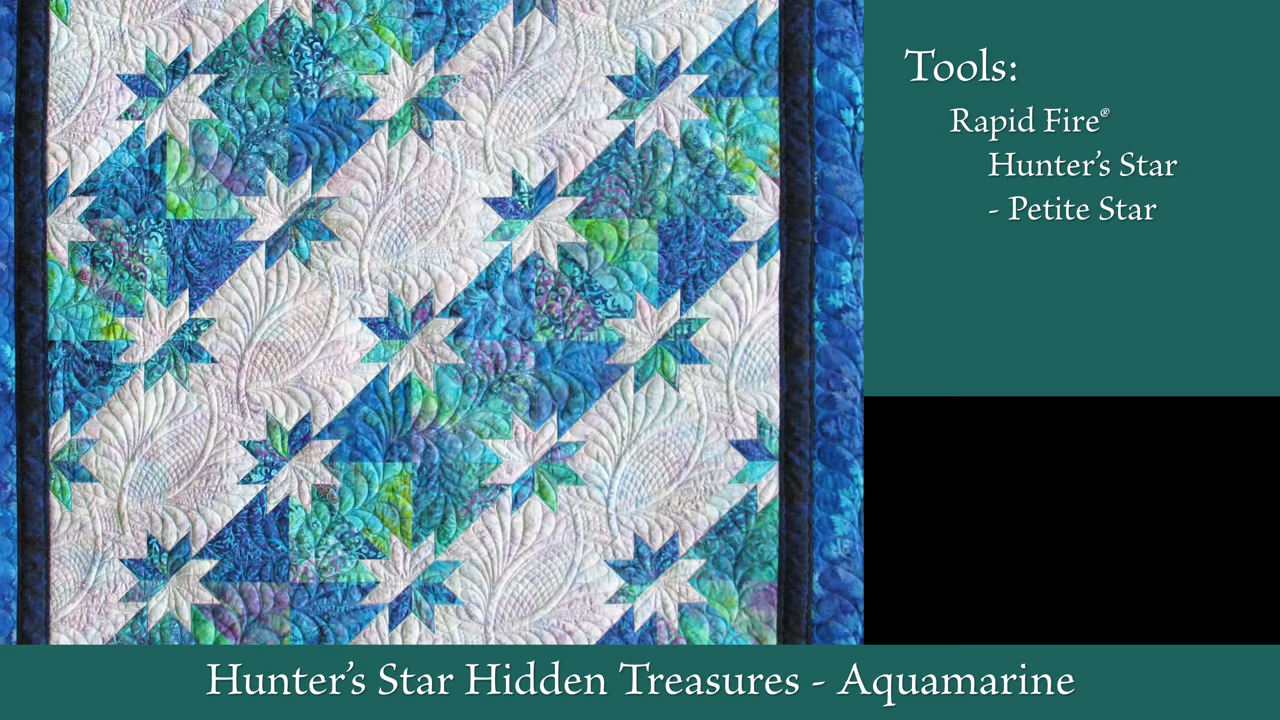 Tools:
Rapid Fire®
Hunter's Star
- Petite Star
Hunter's Star Hidden Treasures - Aquamarine